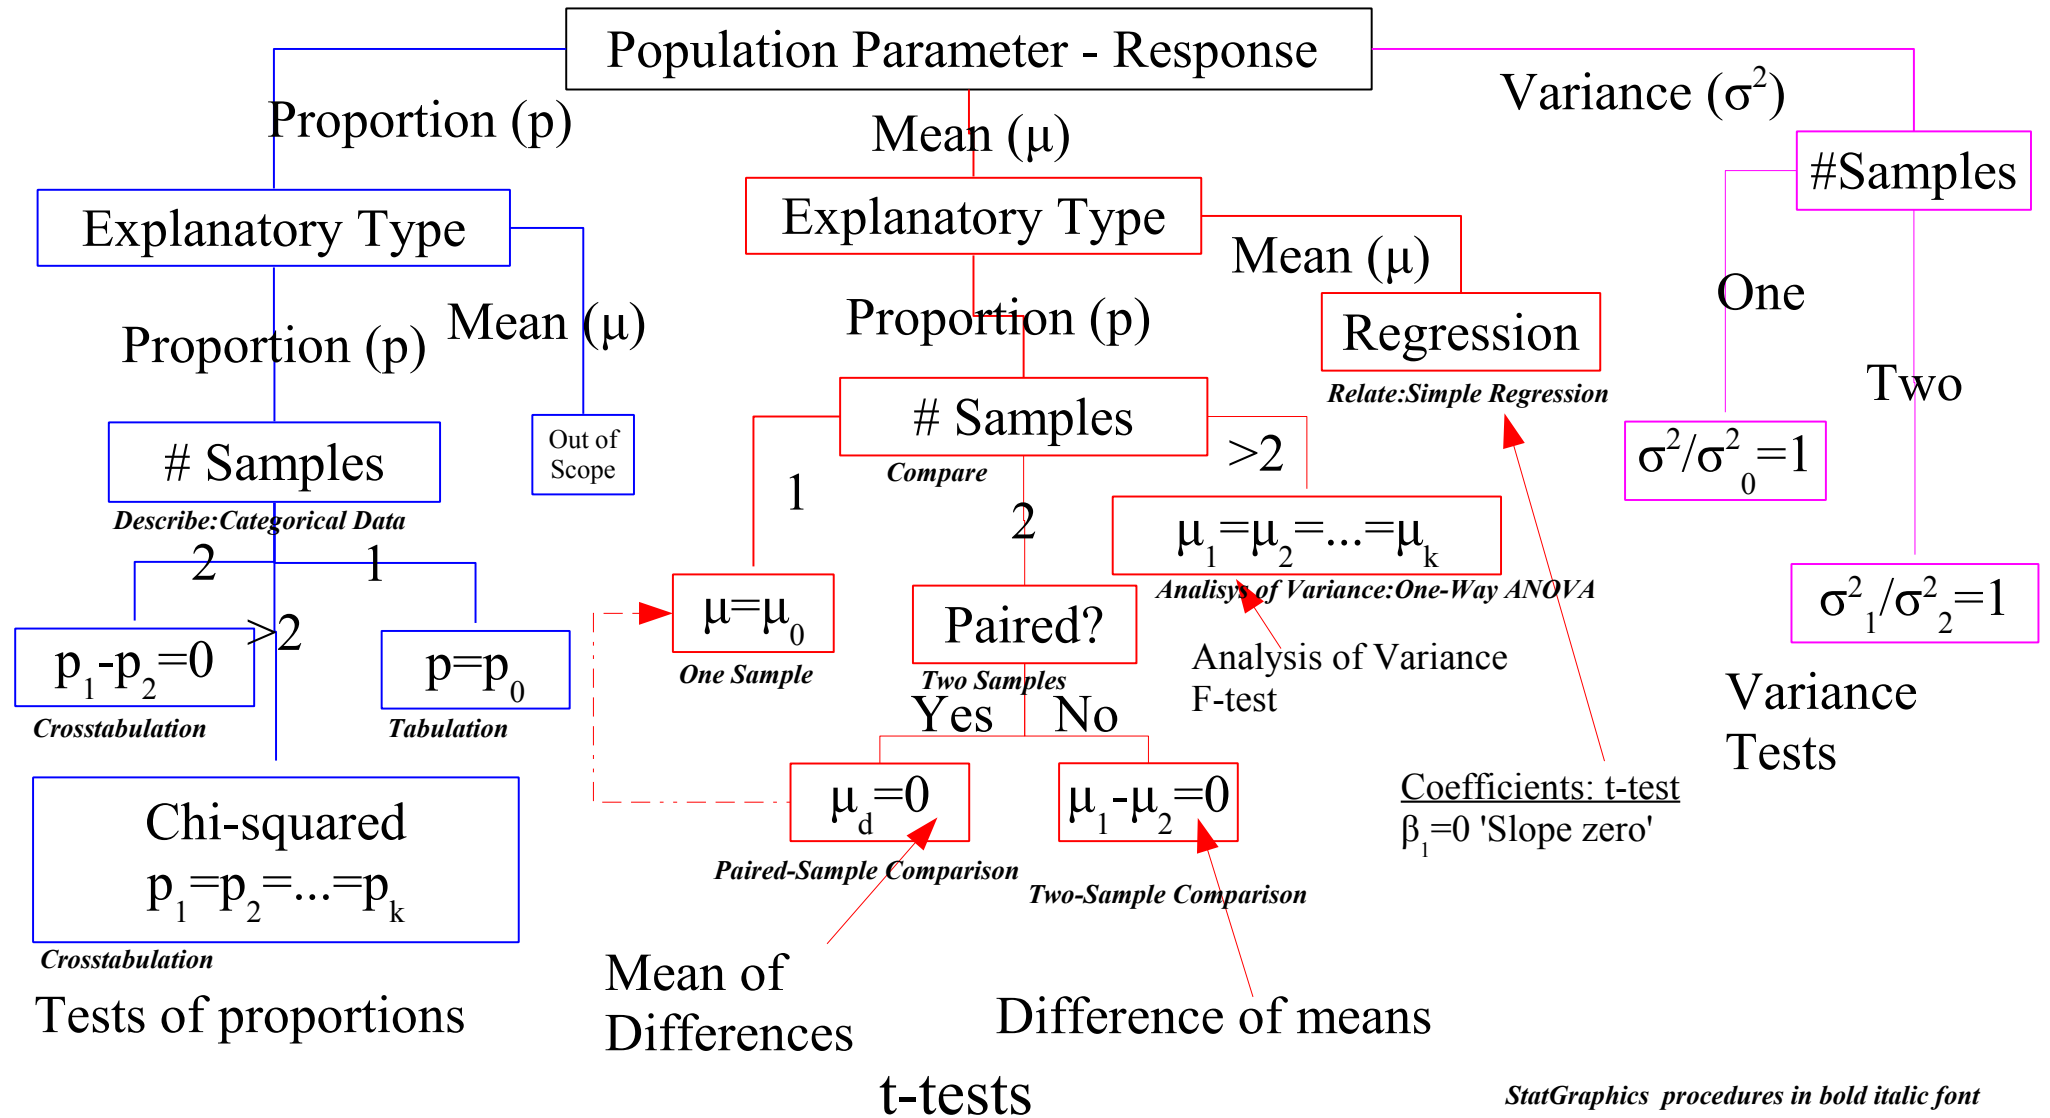 Population Parameter - Response
Proportion (p)
Mean (μ)
Variance (σ²)
#Samples
Explanatory Type
Explanatory Type
Mean (μ)
One
Proportion (p)
Mean (μ)
Proportion (p)
Regression
Relate:Simple Regression
Two
# Samples
Describe:Categorical Data
Out of
Scope
# Samples
Compare
1
2
>2
σ²/σ²₀=1
2
1
>2
μ₁=μ₂=...=μₖ
Analisys of Variance:One-Way ANOVA
σ²₁/σ²₂=1
p₁-p₂=0
Crosstabulation
p=p₀
Tabulation
μ=μ₀
One Sample
Paired?
Two Samples
Yes
No
Analysis of Variance
F-test
Variance
Tests
Chi-squared
p₁=p₂=...=pₖ
Crosstabulation
μ_d=0
Paired-Sample Comparison
μ₁-μ₂=0
Two-Sample Comparison
Coefficients: t-test
β₁=0 'Slope zero'
Tests of proportions
Mean of
Differences
Difference of means
t-tests
StatGraphics procedures in bold italic font